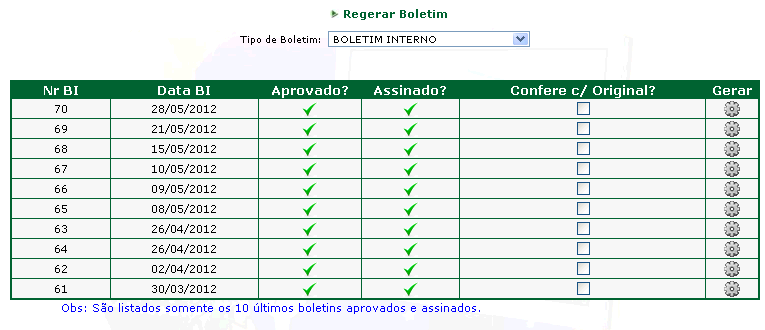 Regerar Boletim
Tipo de Boletim: BOLETIM INTERNO
Nr BI Data BI Aprovado? Assinado? Confere c/ Original? Gerar
70 28/05/2012
69 21/05/2012
68 15/05/2012
67 10/05/2012
66 09/05/2012
65 08/05/2012
63 26/04/2012
64 26/04/2012
62 02/04/2012
61 30/03/2012
Obs: São listados somente os 10 últimos boletins aprovados e assinados.